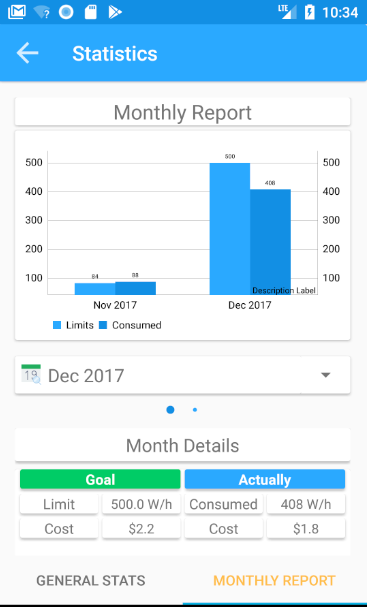 LTE 10:34
Statistics
Monthly Report
500 500 408 500
400 400
300 300
200 200
100 84 88 100
Description Label
Nov 2017 Dec 2017
Limits Consumed
18 Dec 2017
Month Details
Goal Actually
Limit 500.0 W/h Consumed 408 W/h
Cost $2.2 Cost $1.8
GENERAL STATS MONTHLY REPORT